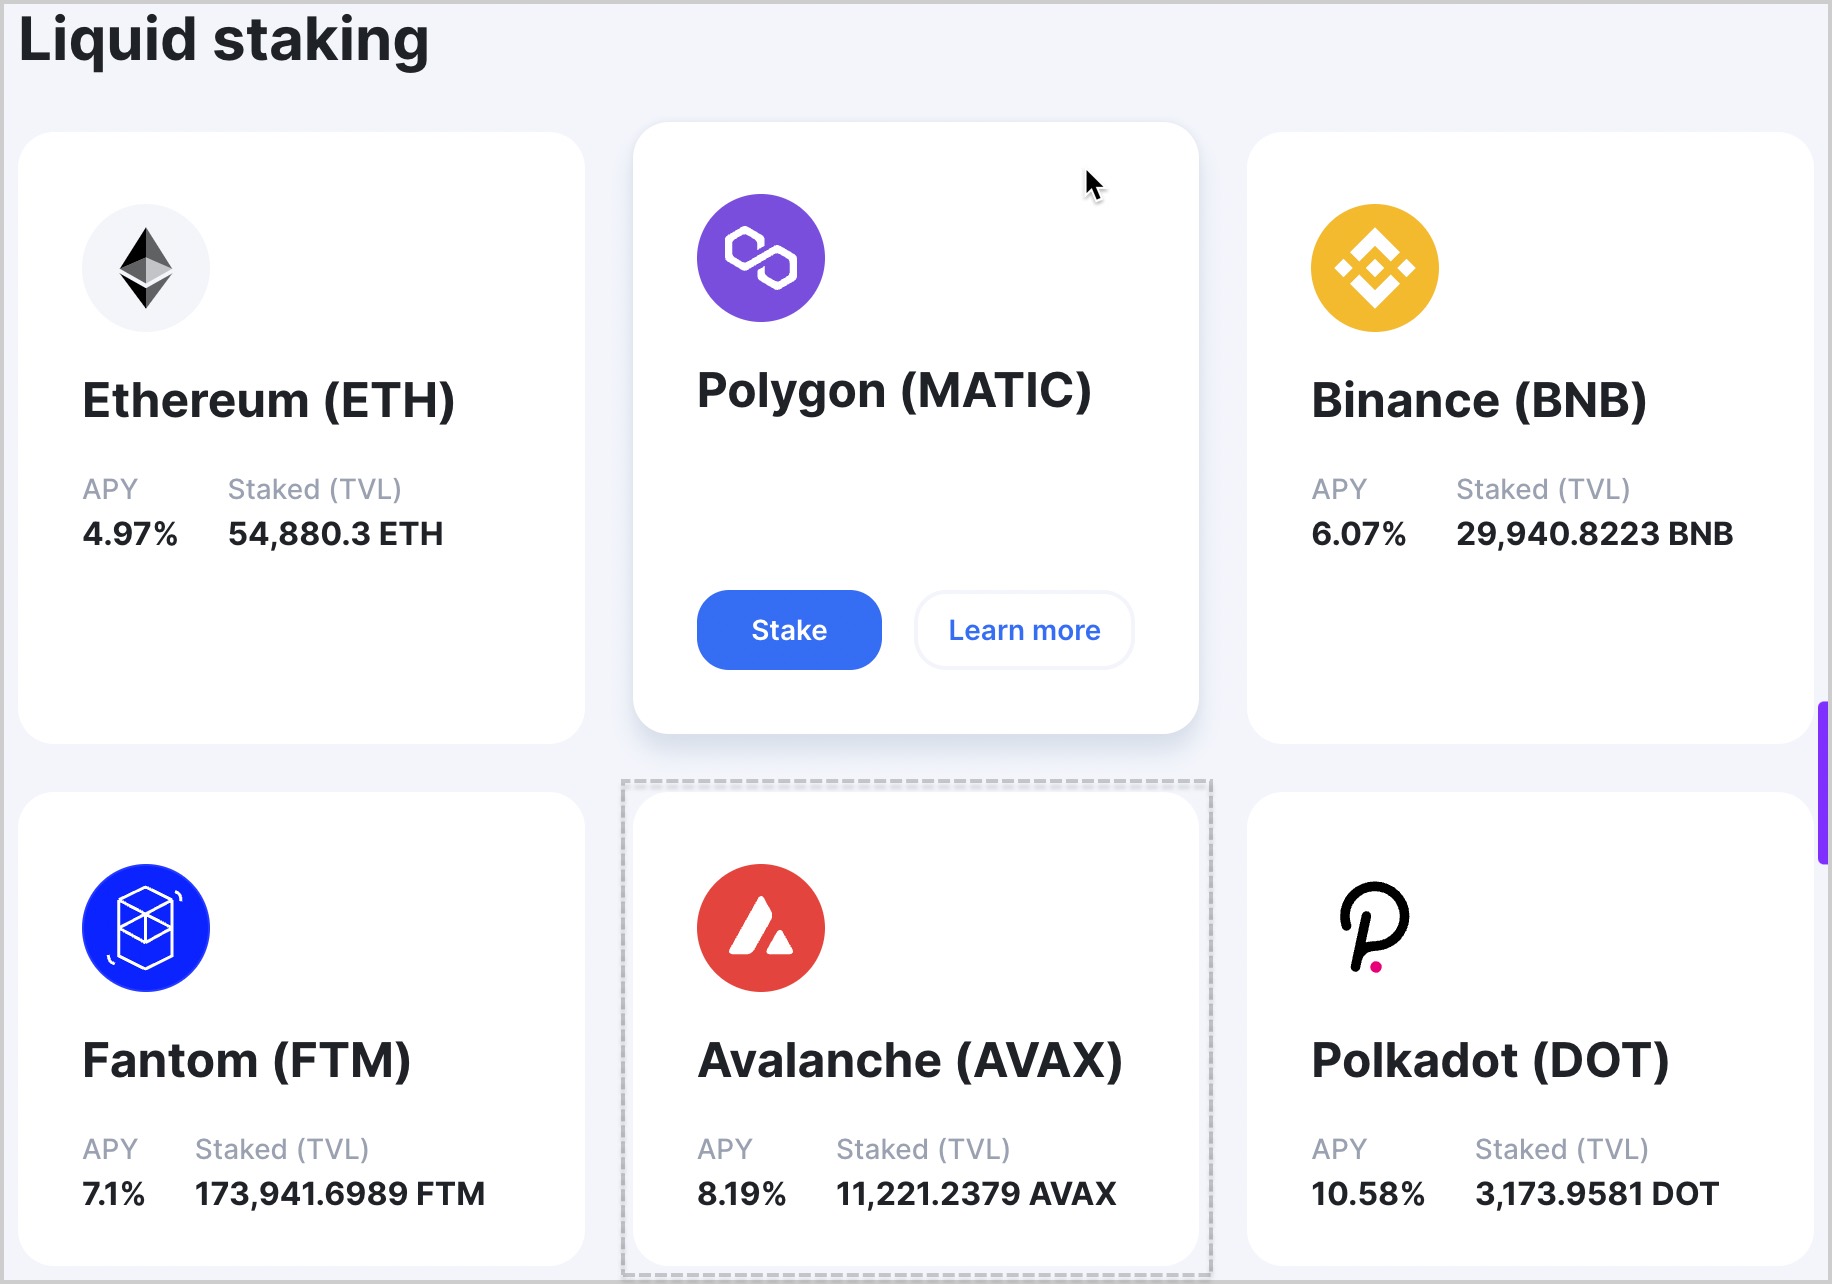 Liquid staking
Ethereum (ETH)
APY Staked (TVL)
4.97% 54,880.3 ETH
Polygon (MATIC)
Stake Learn more
Binance (BNB)
APY Staked (TVL)
6.07% 29,940.8223 BNB
Fantom (FTM)
APY Staked (TVL)
7.1% 173,941.6989 FTM
Avalanche (AVAX)
APY Staked (TVL)
8.19% 11,221.2379 AVAX
Polkadot (DOT)
APY Staked (TVL)
10.58% 3,173.9581 DOT